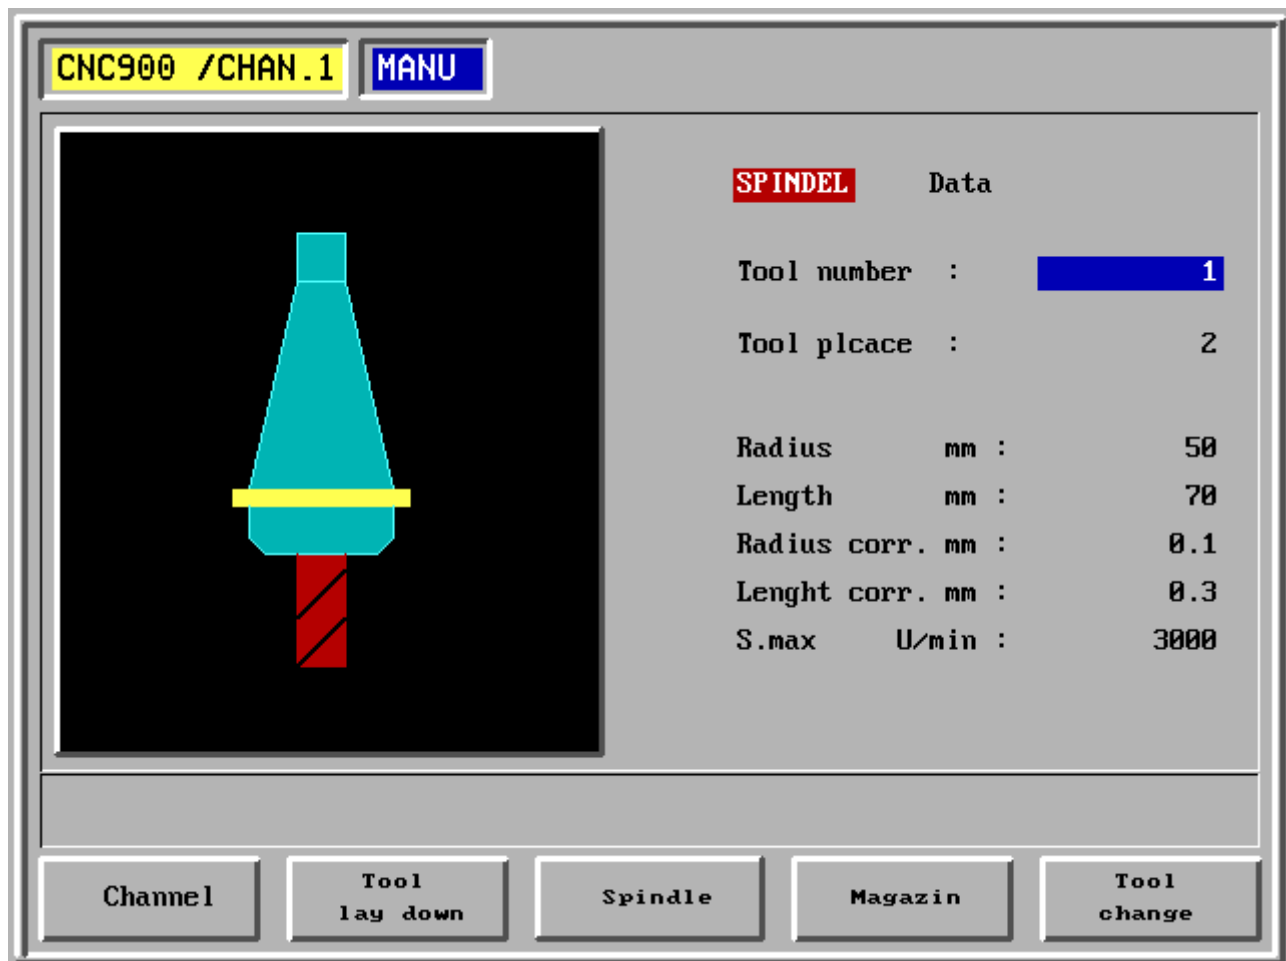 CNC900 /CHAN.1 MANU
SPINDEL Data
Tool number : 1
Tool plcace : 2
Radius mm : 50
Length mm : 70
Radius corr. mm : 0.1
Lenght corr. mm : 0.3
S.max U/min : 3000
Channel
Tool
lay down
Spindle
Magazin
Tool
change